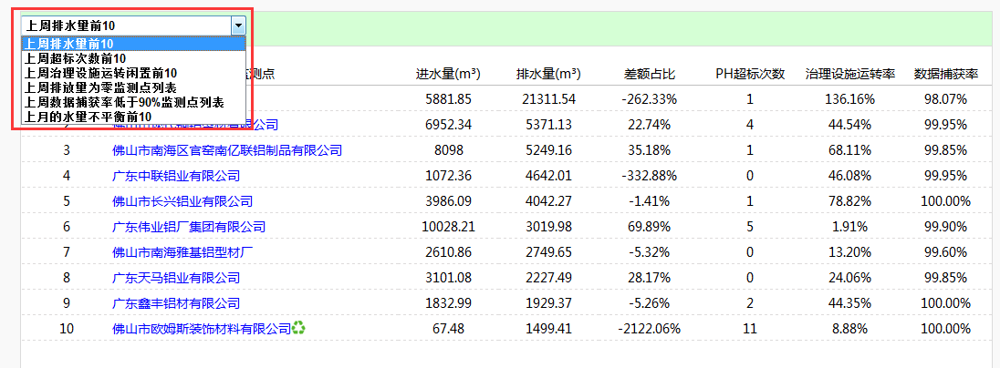 上周排水量前10
上周排水量前10
上周超标次数前10
上周治理设施运转闲置前10
上周排放量为零监测点列表
上周数据捕获率低于90%监测点列表
上月的水量不平衡前10
监测点 进水量(m³) 排水量(m³) 差额占比 PH超标次数 治理设施运转率 数据捕获率
5881.85 21311.54 -262.33% 1 136.16% 98.07%
2 有限公司 6952.34 5371.13 22.74% 4 44.54% 99.95%
3 佛山市南海区官窑南亿联铝制品有限公司 8098 5249.16 35.18% 1 68.11% 99.85%
4 广东中联铝业有限公司 1072.36 4642.01 -332.88% 0 46.08% 99.95%
5 佛山市长兴铝业有限公司 3986.09 4042.27 -1.41% 1 78.82% 100.00%
6 广东伟业铝厂集团有限公司 10028.21 3019.98 69.89% 5 1.91% 99.90%
7 佛山市南海雅基铝型材厂 2610.86 2749.65 -5.32% 0 13.20% 99.60%
8 广东天马铝业有限公司 3101.08 2227.49 28.17% 0 24.06% 99.85%
9 广东鑫丰铝材有限公司 1832.99 1929.37 -5.26% 2 44.35% 100.00%
10 佛山市欧姆斯装饰材料有限公司 67.48 1499.41 -2122.06% 11 8.88% 100.00%